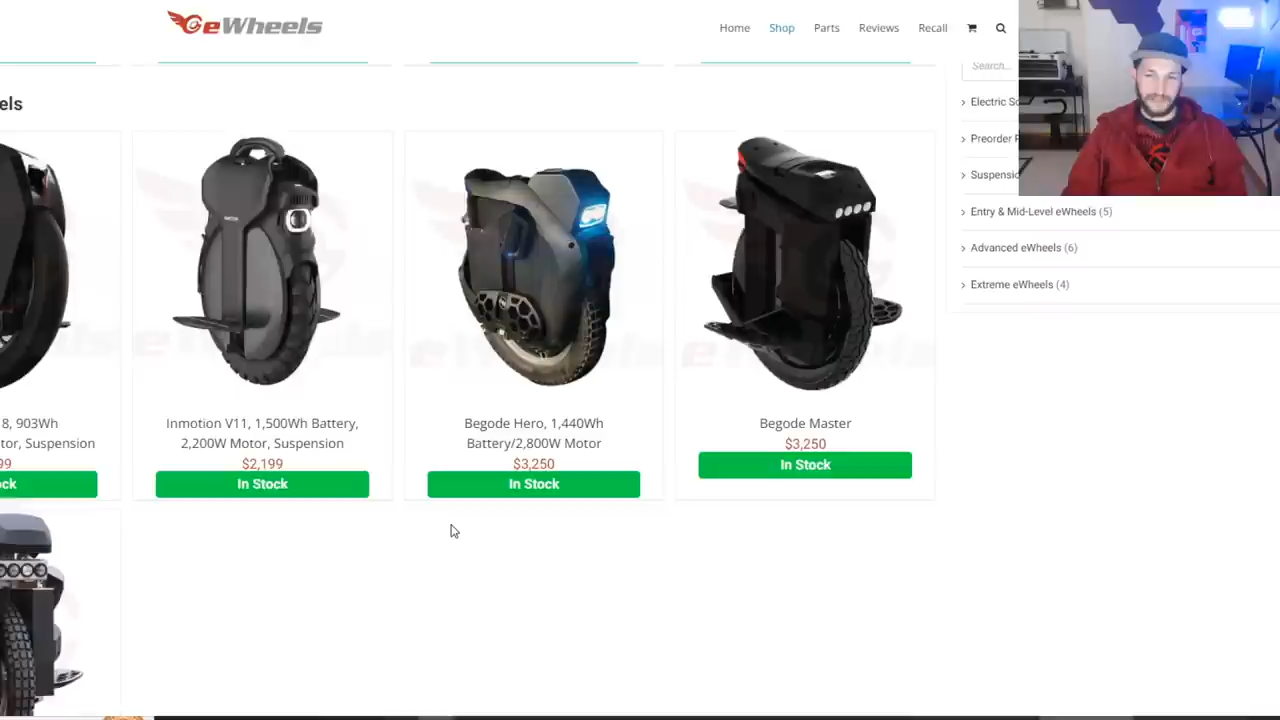 eWheels
Home
Shop
Parts
Reviews
Recall
Search...
els
Electric Sc
Preorder
Suspensio
Entry & Mid-Level eWheels (5)
Advanced eWheels (6)
Extreme eWheels (4)
8, 903Wh
tor, Suspension
99
ck
Inmotion V11, 1,500Wh Battery,
2,200W Motor, Suspension
$2,199
In Stock
Begode Hero, 1,440Wh
Battery/2,800W Motor
$3,250
In Stock
Begode Master
$3,250
In Stock